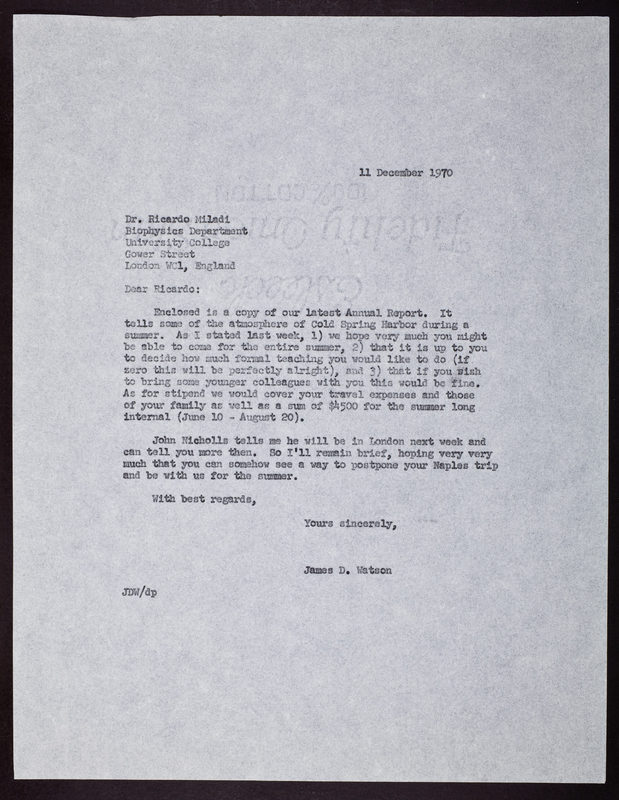 11 December 1970
100% COTTON
Fidelity Onion Skin
Dr. Ricardo Miladi
Biophysics Department
University College
Gower Street
London WC1, England
Dear Ricardo:
Enclosed is a copy of our latest Annual Report. It
tells some of the atmosphere of Cold Spring Harbor during a
summer. As I stated last week, 1) we hope very much you might
be able to come for the entire summer, 2) that it is up to you
to decide how much formal teaching you would like to do (if
zero this will be perfectly alright), and 3) that if you wish
to bring some younger colleagues with you this would be fine.
As for stipend we would cover your travel expenses and those
of your family as well as a sum of $4500 for the summer long
internal (June 10 - August 20).
John Nicholls tells me he will be in London next week and
can tell you more then. So I'll remain brief, hoping very very
much that you can somehow see a way to postpone your Naples trip
and be with us for the summer.
With best regards,
Yours sincerely,
James D. Watson
JDW/dp